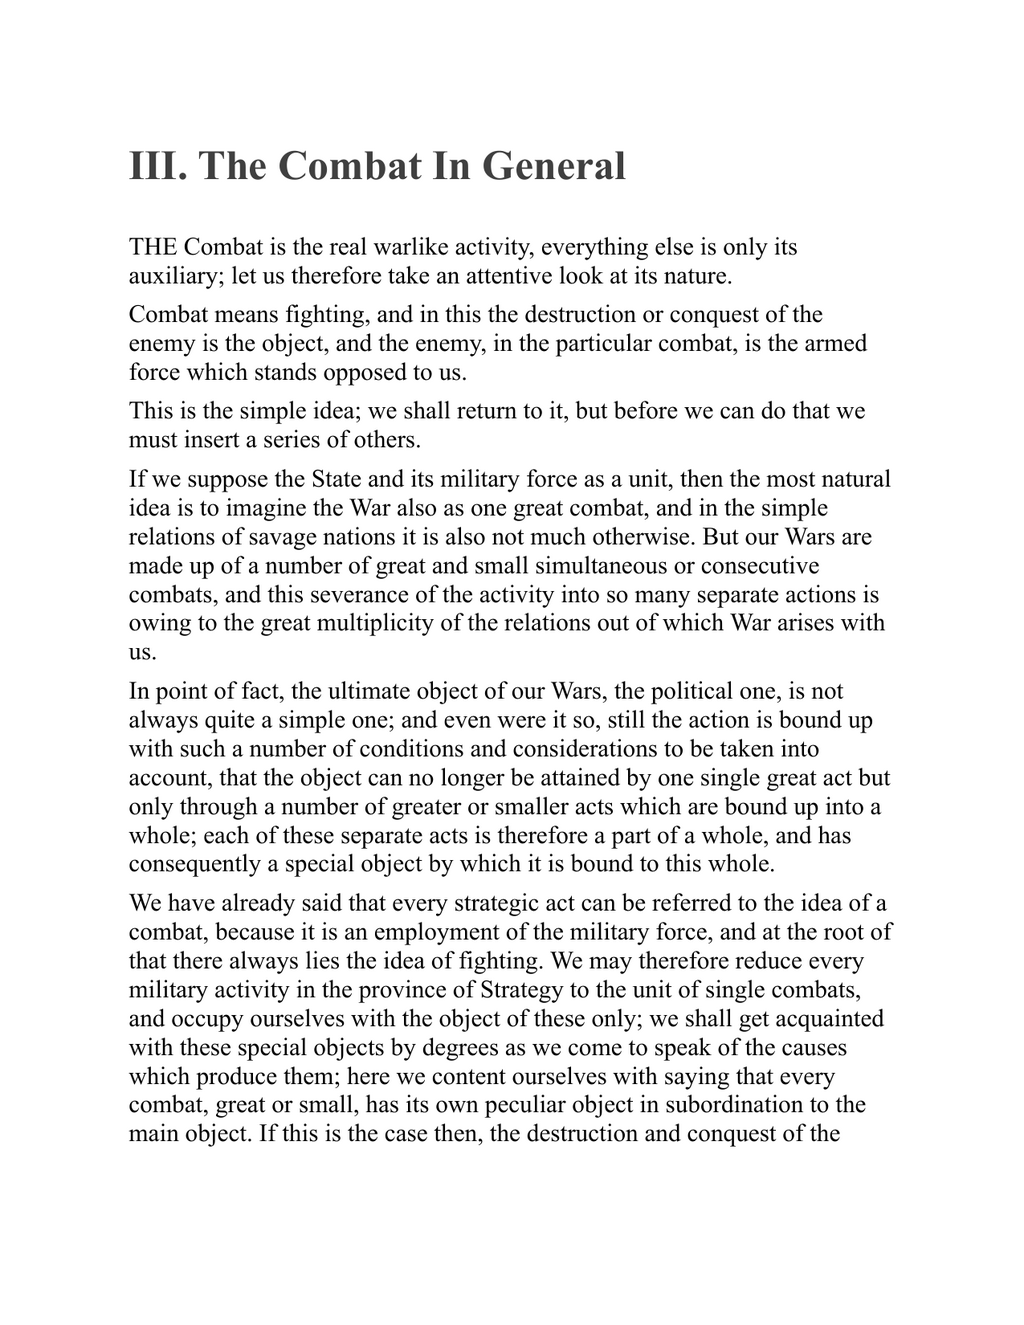 III. The Combat In General
THE Combat is the real warlike activity, everything else is only its
auxiliary; let us therefore take an attentive look at its nature.
Combat means fighting, and in this the destruction or conquest of the
enemy is the object, and the enemy, in the particular combat, is the armed
force which stands opposed to us.
This is the simple idea; we shall return to it, but before we can do that we
must insert a series of others.
If we suppose the State and its military force as a unit, then the most natural
idea is to imagine the War also as one great combat, and in the simple
relations of savage nations it is also not much otherwise. But our Wars are
made up of a number of great and small simultaneous or consecutive
combats, and this severance of the activity into so many separate actions is
owing to the great multiplicity of the relations out of which War arises with
us.
In point of fact, the ultimate object of our Wars, the political one, is not
always quite a simple one; and even were it so, still the action is bound up
with such a number of conditions and considerations to be taken into
account, that the object can no longer be attained by one single great act but
only through a number of greater or smaller acts which are bound up into a
whole; each of these separate acts is therefore a part of a whole, and has
consequently a special object by which it is bound to this whole.
We have already said that every strategic act can be referred to the idea of a
combat, because it is an employment of the military force, and at the root of
that there always lies the idea of fighting. We may therefore reduce every
military activity in the province of Strategy to the unit of single combats,
and occupy ourselves with the object of these only; we shall get acquainted
with these special objects by degrees as we come to speak of the causes
which produce them; here we content ourselves with saying that every
combat, great or small, has its own peculiar object in subordination to the
main object. If this is the case then, the destruction and conquest of the